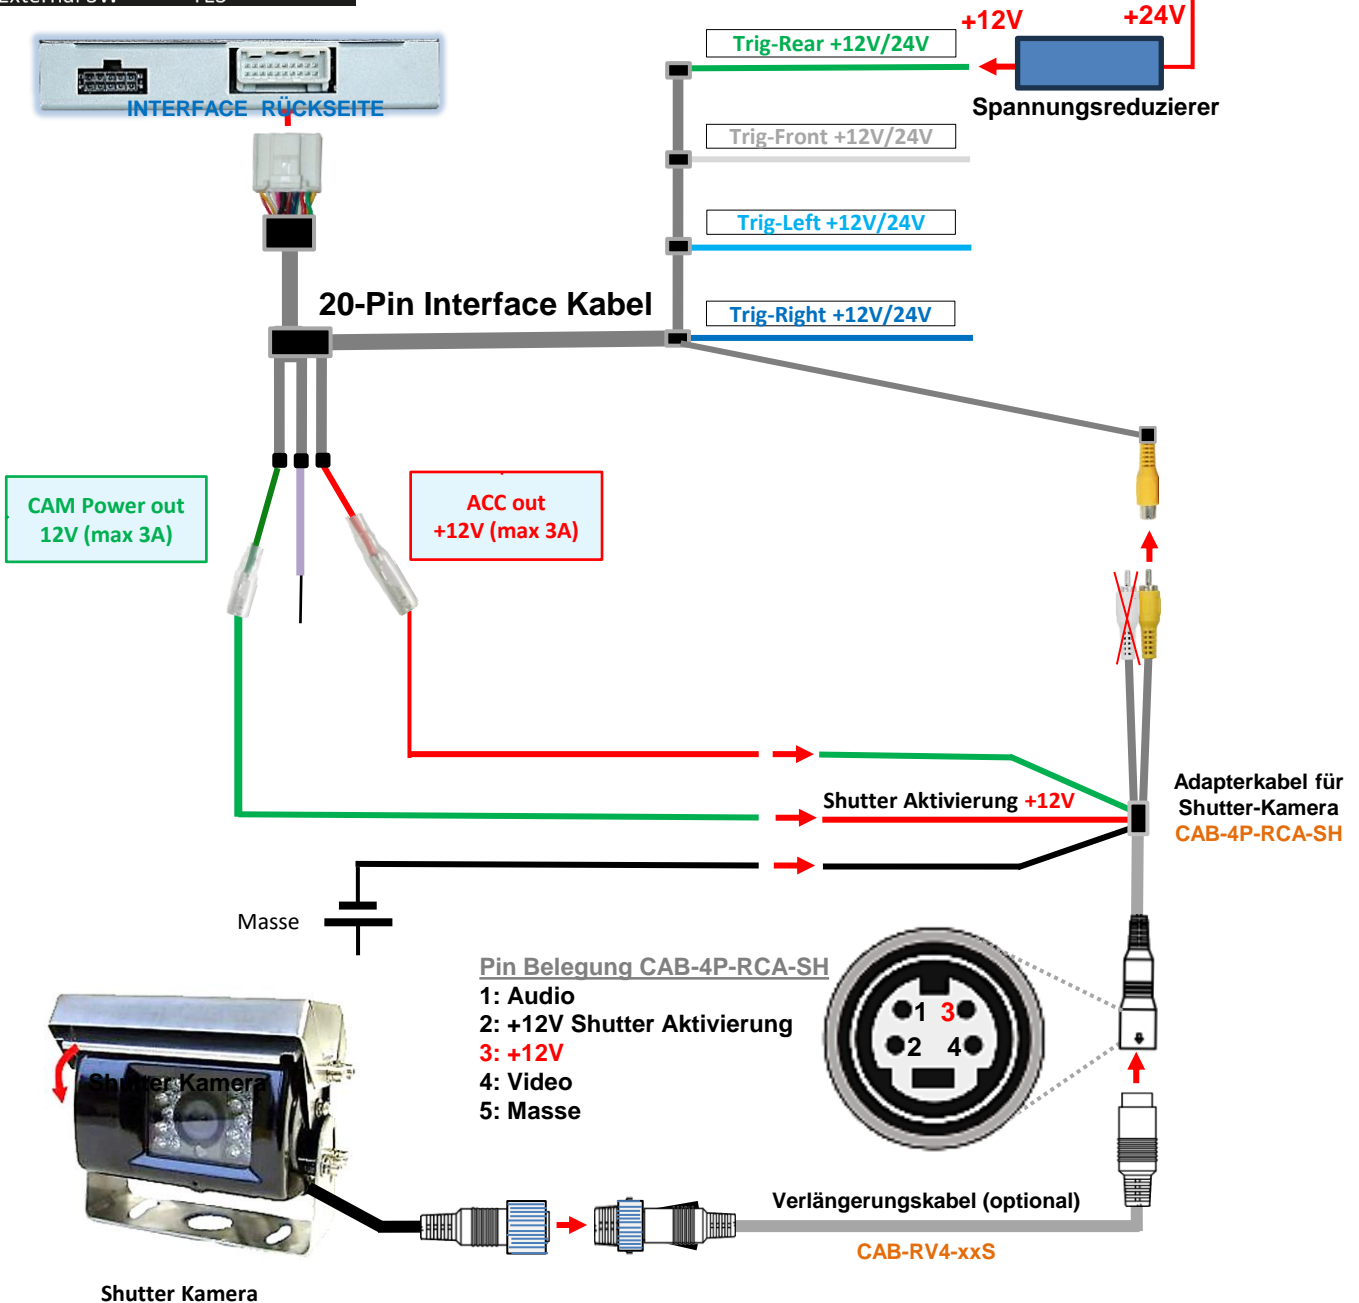 +12V
+24V
Trig-Rear +12V/24V
Spannungsreduzierer
INTERFACE RÜCKSEITE
Trig-Front +12V/24V
Trig-Left +12V/24V
20-Pin Interface Kabel
Trig-Right +12V/24V
CAM Power out
12V (max 3A)
ACC out
+12V (max 3A)
Shutter Aktivierung +12V
Adapterkabel für
Shutter-Kamera
CAB-4P-RCA-SH
Masse
Pin Belegung CAB-4P-RCA-SH
1: Audio
2: +12V Shutter Aktivierung
3: +12V
4: Video
5: Masse
1 3
2 4
Shutter Kamera
Verlängerungskabel (optional)
CAB-RV4-xxS
Shutter Kamera